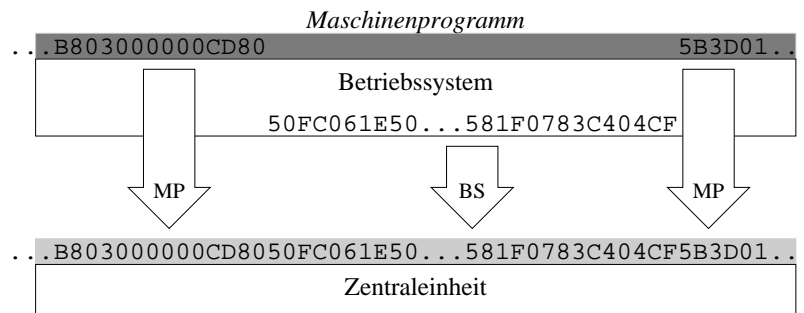 Maschinenprogramm
...B803000000CD80 5B3D01..
Betriebssystem
50FC061E50...581F0783C404CF
MP BS MP
...B803000000CD8050FC061E50...581F0783C404CF5B3D01..
Zentraleinheit